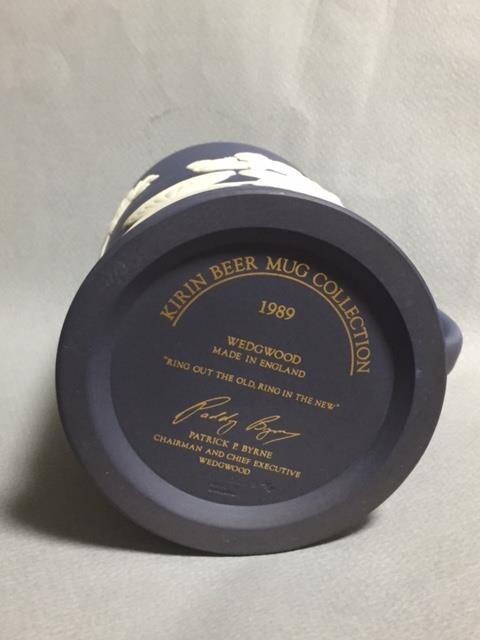 KIRIN BEER MUG COLLECTION
1989
WEDGWOOD
MADE IN ENGLAND
"RING OUT THE OLD, RING IN THE NEW"
Paddy Byrne
PATRICK P. BYRNE
CHAIRMAN AND CHIEF EXECUTIVE
WEDGWOOD